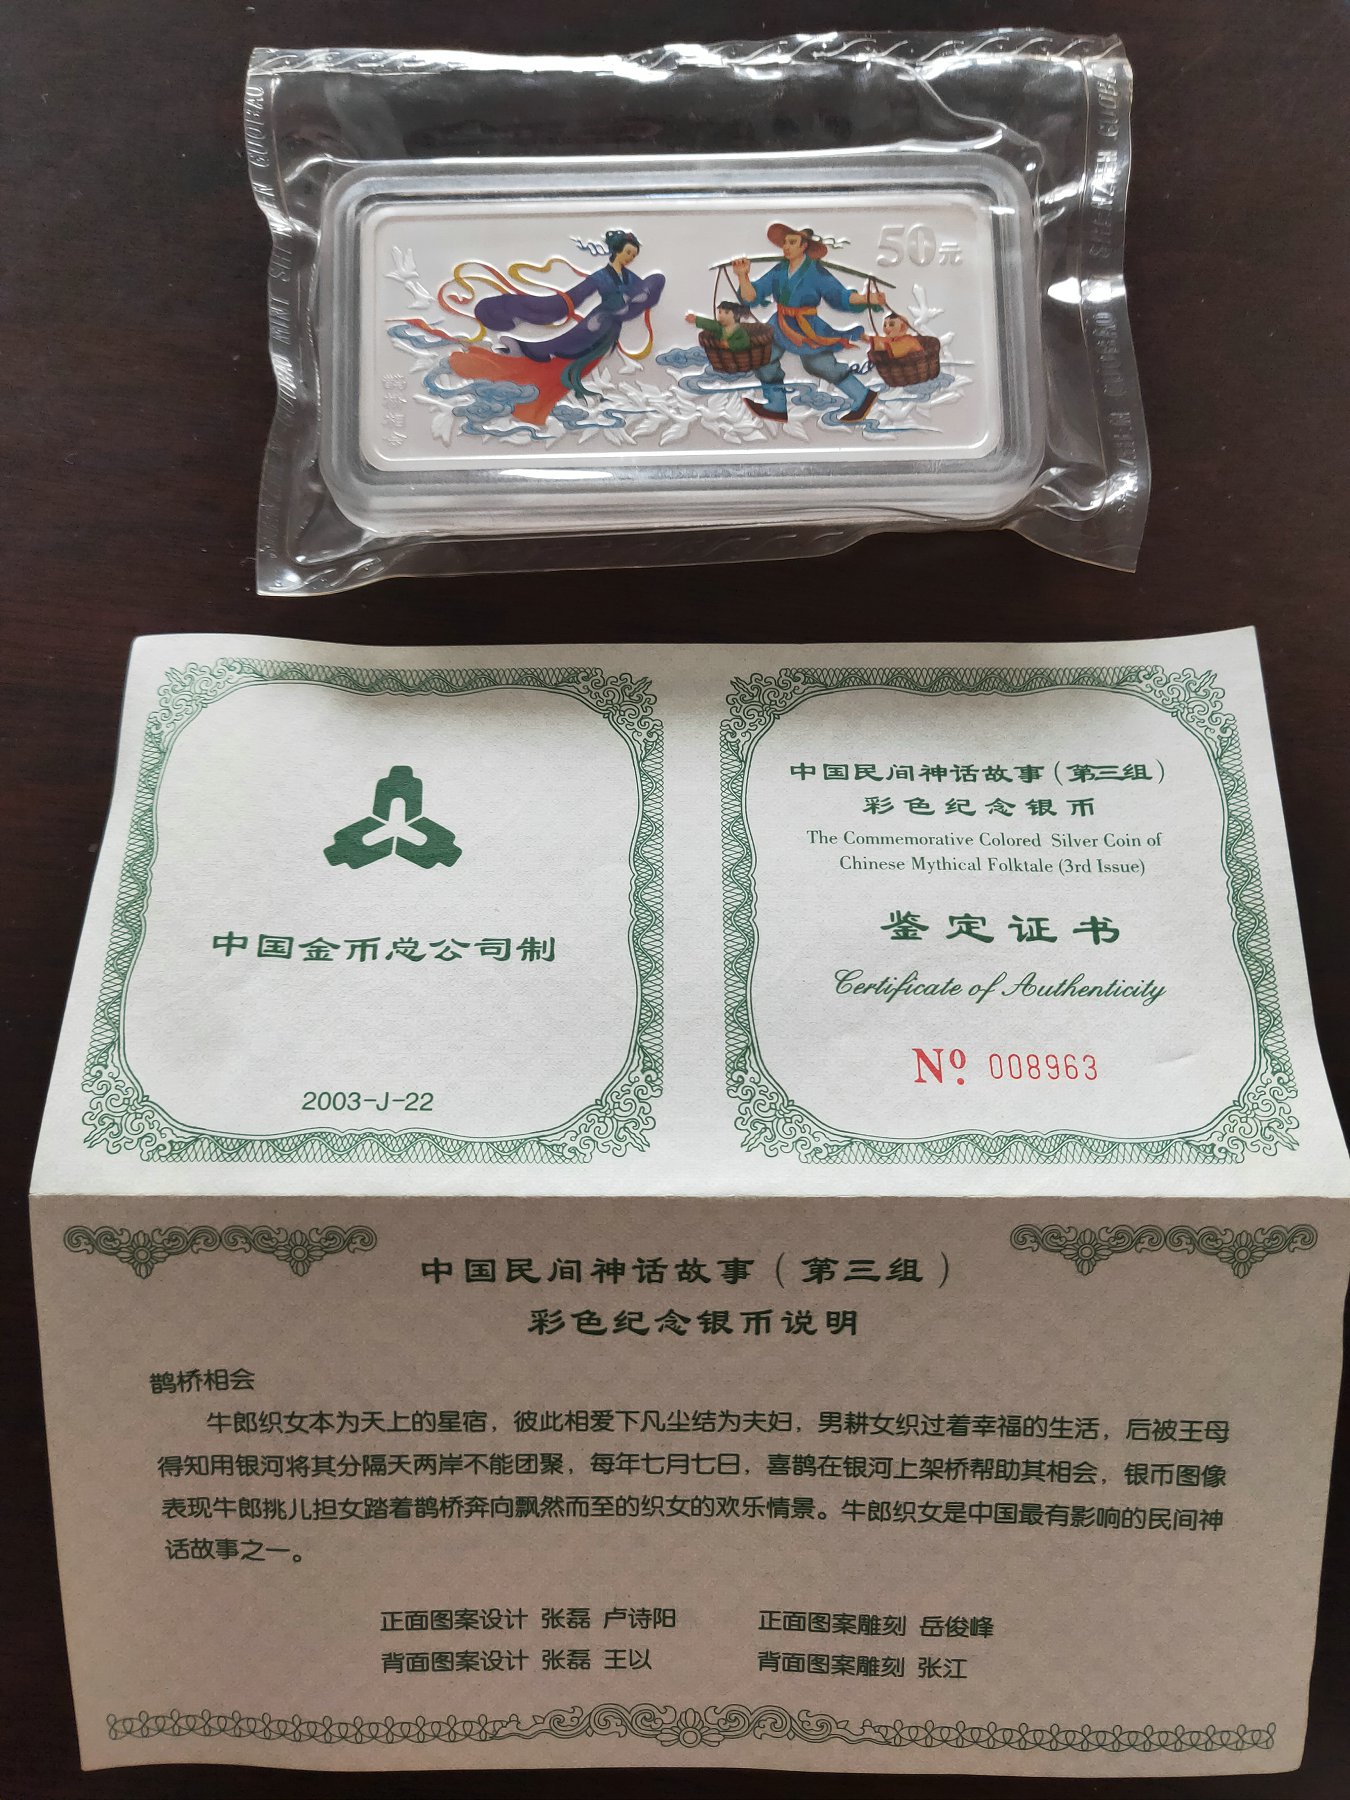 50元
鹊桥相会
SHENZHEN GUOBAO
中国金币总公司制
2003-J-22
中国民间神话故事（第三组）
彩色纪念银币
The Commemorative Colored Silver Coin of
Chinese Mythical Folktale (3rd Issue)
鉴定证书
Certificate of Authenticity
No. 008963
中国民间神话故事（第三组）
彩色纪念银币说明
鹊桥相会
牛郎织女本为天上的星宿，彼此相爱下凡尘结为夫妇，男耕女织过着幸福的生活，后被王母
得知用银河将其分隔天两岸不能团聚，每年七月七日，喜鹊在银河上架桥帮助其相会，银币图像
表现牛郎挑儿担女踏着鹊桥奔向飘然而至的织女的欢乐情景。牛郎织女是中国最有影响的民间神
话故事之一。
正面图案设计 张磊 卢诗阳 正面图案雕刻 岳俊峰
背面图案设计 张磊 王以 背面图案雕刻 张江